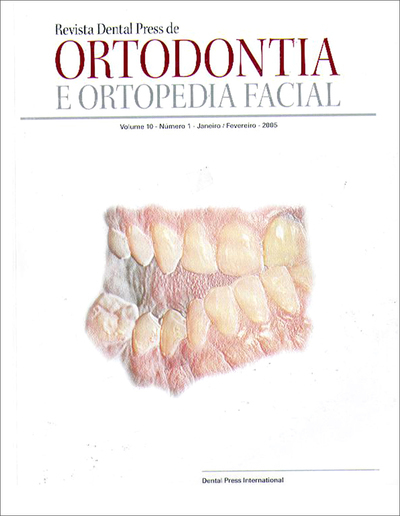 Revista Dental Press de
ORTODONTIA
E ORTOPEDIA FACIAL
Volume 10 - Número 1 - Janeiro / Fevereiro - 2005
Dental Press International